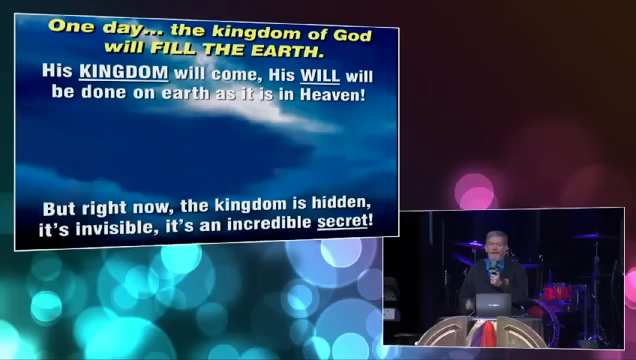 One day... the kingdom of God
will FILL THE EARTH.
His KINGDOM will come, His WILL will
be done on earth as it is in Heaven!
But right now, the kingdom is hidden,
it's invisible, it's an incredible secret!